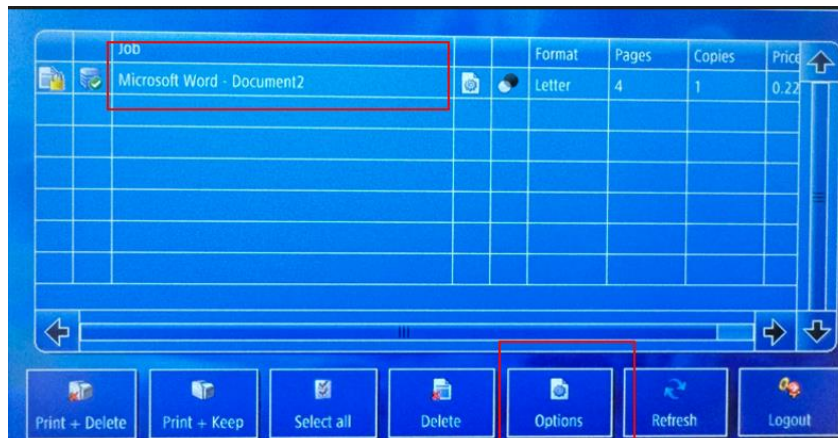 Job Format Pages Copies Price
Microsoft Word - Document2 Letter 4 1 0.22
Print + Delete Print + Keep Select all Delete Options Refresh Logout